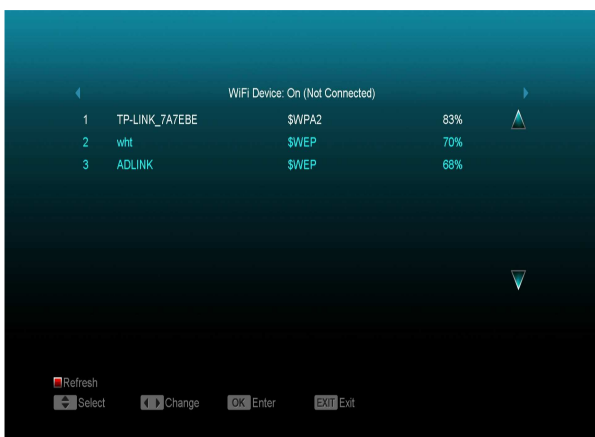 WiFi Device: On (Not Connected)
1 TP-LINK_7A7EBE $WPA2 83%
2 wht $WEP 70%
3 ADLINK $WEP 68%
Refresh
Select Change OK Enter EXIT Exit